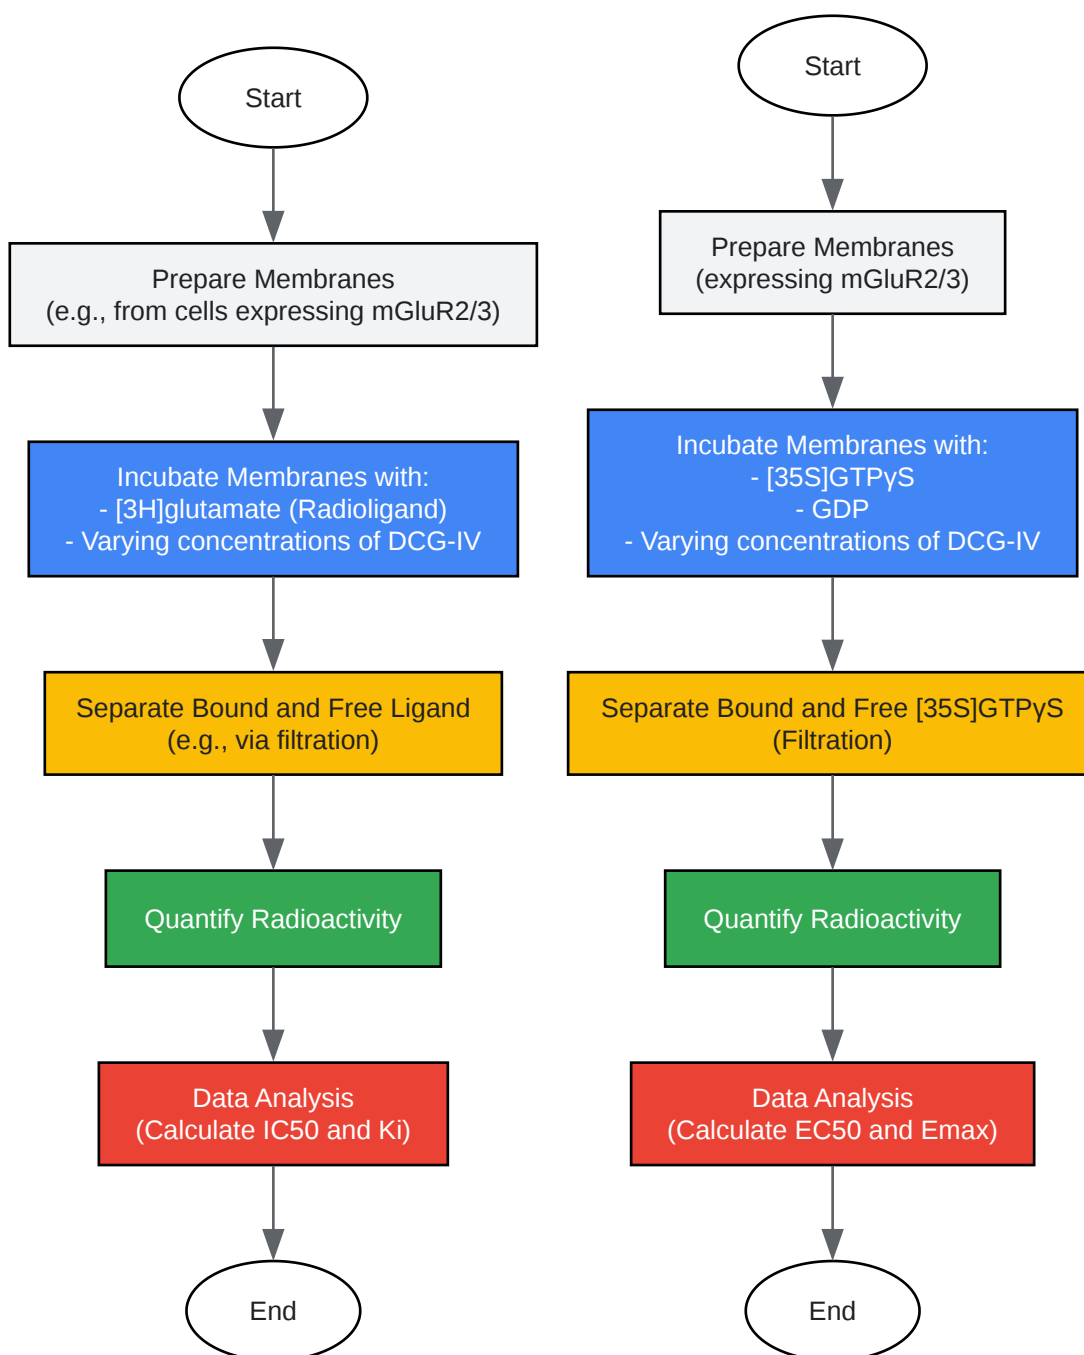 Start
Prepare Membranes
(e.g., from cells expressing mGluR2/3)
Incubate Membranes with:
- [3H]glutamate (Radioligand)
- Varying concentrations of DCG-IV
Separate Bound and Free Ligand
(e.g., via filtration)
Quantify Radioactivity
Data Analysis
(Calculate IC50 and Ki)
End
Start
Prepare Membranes
(expressing mGluR2/3)
Incubate Membranes with:
- [35S]GTPγS
- GDP
- Varying concentrations of DCG-IV
Separate Bound and Free [35S]GTPγS
(Filtration)
Quantify Radioactivity
Data Analysis
(Calculate EC50 and Emax)
End